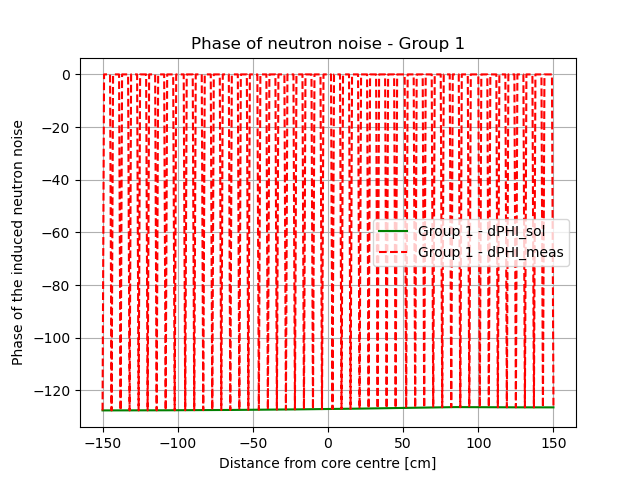 Phase of neutron noise - Group 1
Phase of the induced neutron noise
0
−20
−40
−60
−80
−100
−120
Group 1 - dPHI_sol
Group 1 - dPHI_meas
−150
−100
−50
0
50
100
150
Distance from core centre [cm]